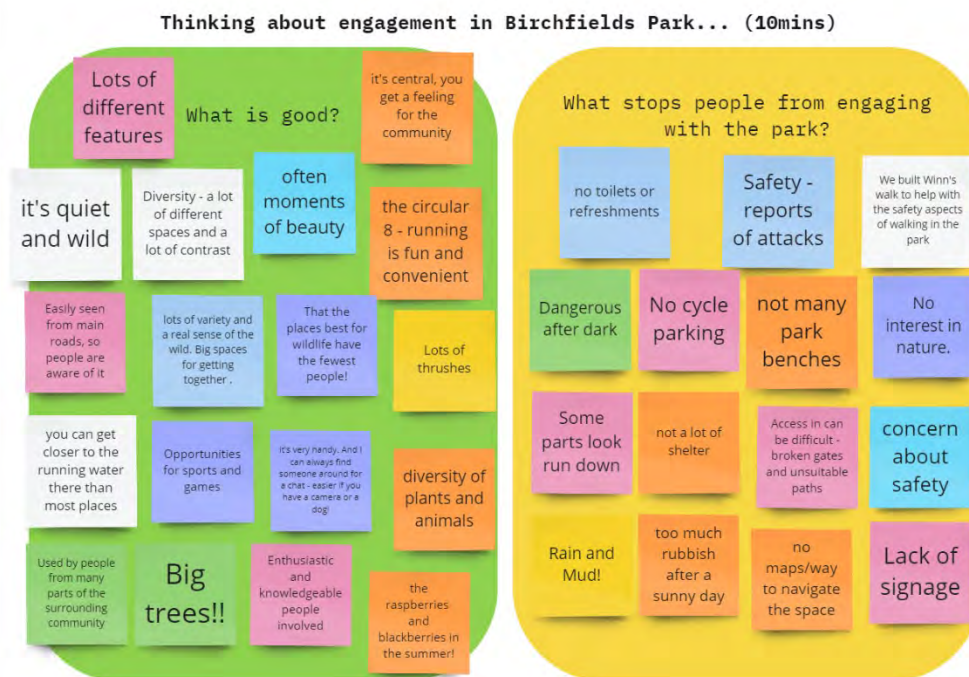 Thinking about engagement in Birchfields Park... (10mins)
Lots of
different
features
What is good?
it's central, you
get a feeling
for the
community
it's quiet
and wild
Diversity - a lot
of different
spaces and a
lot of contrast
often
moments
of beauty
the circular
8 - running
is fun and
convenient
Easily seen
from main
roads, so
people are
aware of it
lots of variety and
a real sense of the
wild. Big spaces
for getting
together .
That the
places best for
wildlife have
the fewest
people!
Lots of
thrushes
you can get
closer to the
running water
there than
most places
Opportunities
for sports and
games
it's very handy. And I
can always find
someone around for
a chat - easier if you
have a camera or a
dog!
diversity of
plants and
animals
Used by people
from many
parts of the
surrounding
community
Big
trees!!
Enthusiastic
and
knowledgeable
people
involved
the
raspberries
and
blackberries in
the summer!
What stops people from engaging
with the park?
no toilets or
refreshments
Safety -
reports
of attacks
We built Winn's
walk to help with
the safety aspects
of walking in the
park
Dangerous
after dark
No cycle
parking
not many
park
benches
No
interest in
nature.
Some
parts look
run down
not a lot of
shelter
Access in can
be difficult -
broken gates
and unsuitable
paths
concern
about
safety
Rain and
Mud!
too much
rubbish
after a
sunny day
no
maps/way
to navigate
the space
Lack of
signage